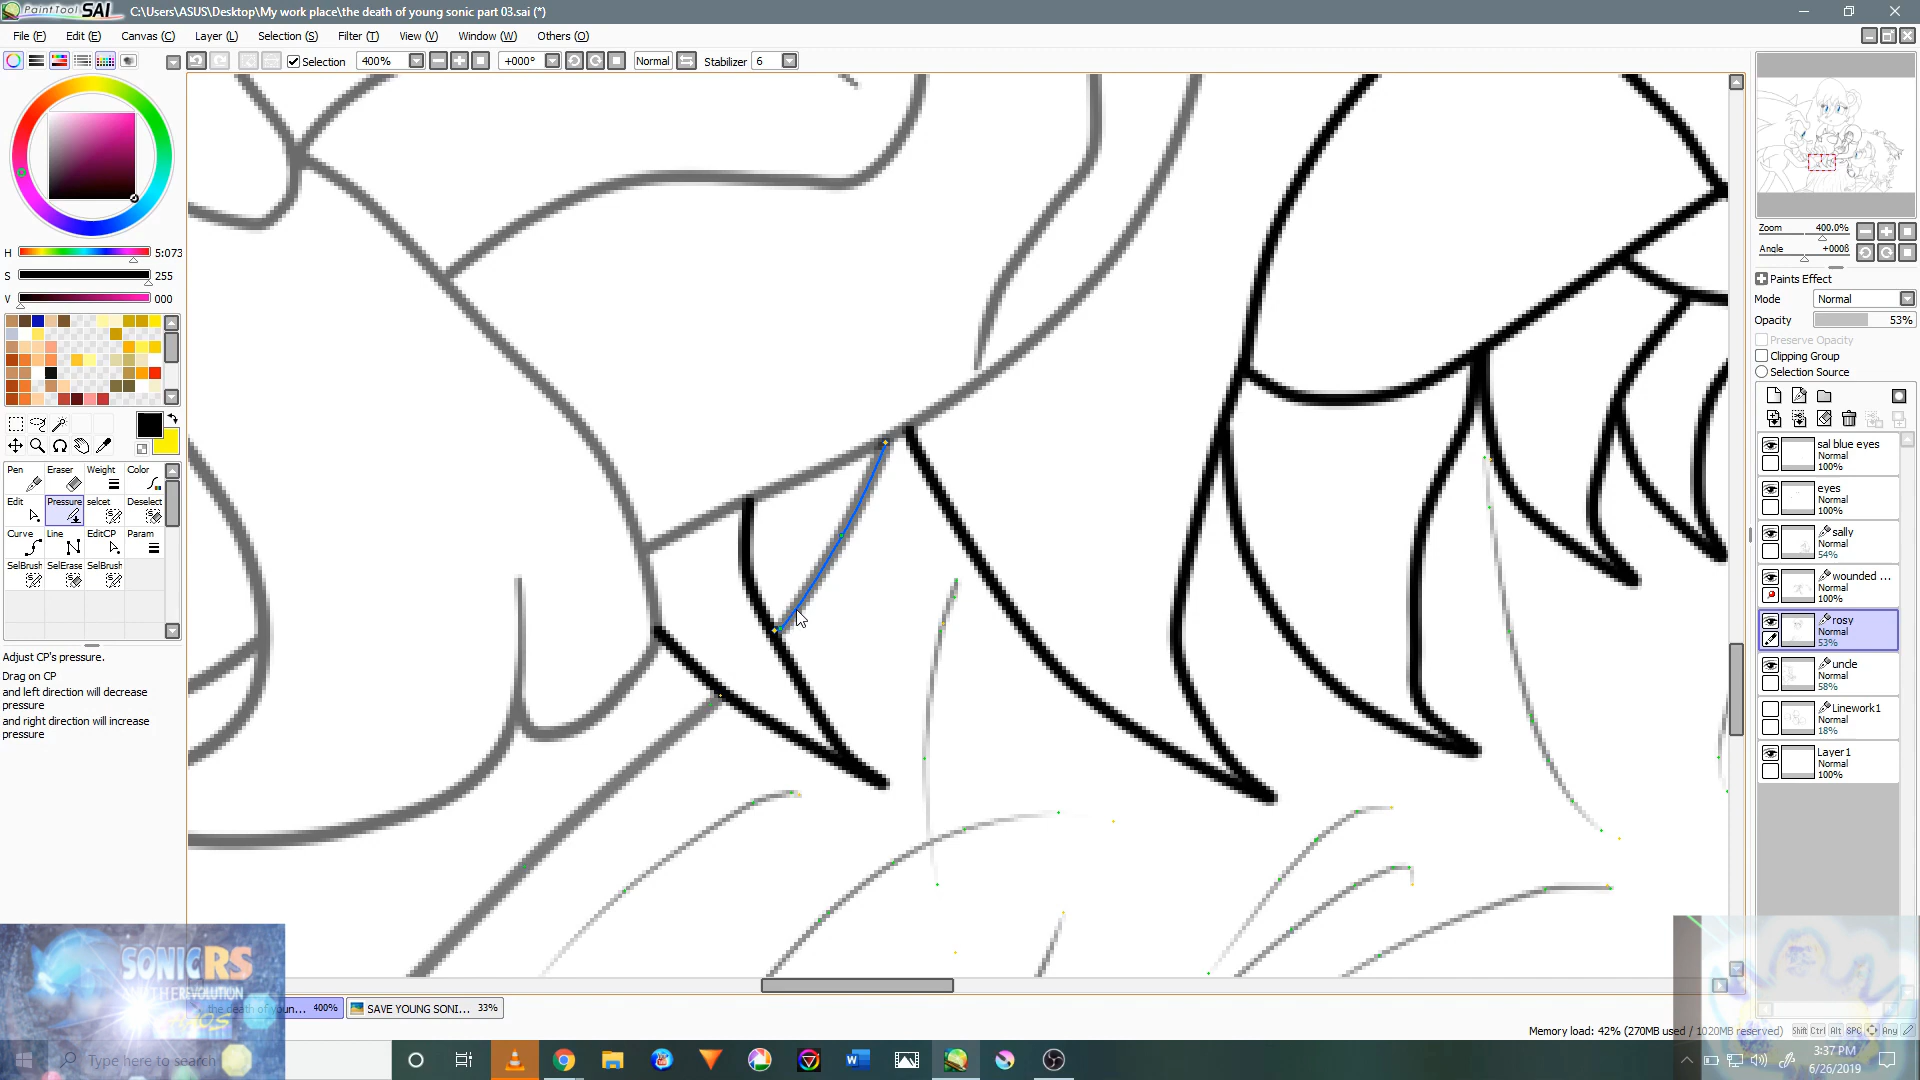 PaintTool SAI
C:\Users\ASUS\Desktop\My work place\the death of young sonic part 03.sai (*)
File (F) Edit (E) Canvas (C) Layer (L) Selection (S) Filter (T) View (V) Window (W) Others (O)
Selection 400% +000° Normal Stabilizer 6
H 5:073
S 255
V 000
Pen Eraser Weight Color
Edit Pressure selcet Deselect
Curve Line EditCP Param
SelBrush SelErase SelBrush
Adjust CP's pressure.
Drag on CP
and left direction will decrease
pressure
and right direction will increase
pressure
Zoom 400.0%
Angle +000ß
Paints Effect
Mode Normal
Opacity 53%
Preserve Opacity
Clipping Group
Selection Source
sal blue eyes
Normal
100%
eyes
Normal
100%
sally
Normal
54%
wounded ...
Normal
100%
rosy
Normal
53%
uncle
Normal
58%
Linework1
Normal
18%
Layer1
Normal
100%
SONIC RS
the death of youn... 400% SAVE YOUNG SONI... 33%
Memory load: 42% (270MB used / 1020MB reserved) Shift Ctrl Alt SPC Any
Type here to search
3:37 PM
6/26/2019